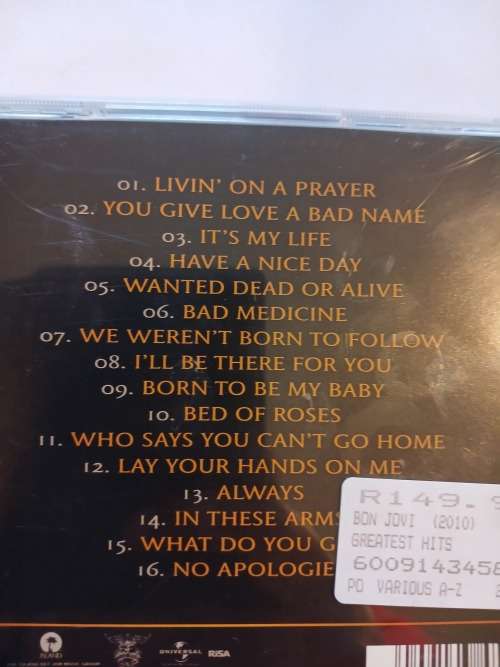 01. LIVIN' ON A PRAYER
02. YOU GIVE LOVE A BAD NAME
03. IT'S MY LIFE
04. HAVE A NICE DAY
05. WANTED DEAD OR ALIVE
06. BAD MEDICINE
07. WE WEREN'T BORN TO FOLLOW
08. I'LL BE THERE FOR YOU
09. BORN TO BE MY BABY
10. BED OF ROSES
11. WHO SAYS YOU CAN'T GO HOME
12. LAY YOUR HANDS ON ME
13. ALWAYS
14. IN THESE ARMS
15. WHAT DO YOU G
16. NO APOLOGIE
R149.
BON JOVI (2010)
GREATEST HITS
6009143458
PO VARIOUS A-Z
ISLAND
UNIVERSAL
RiSA